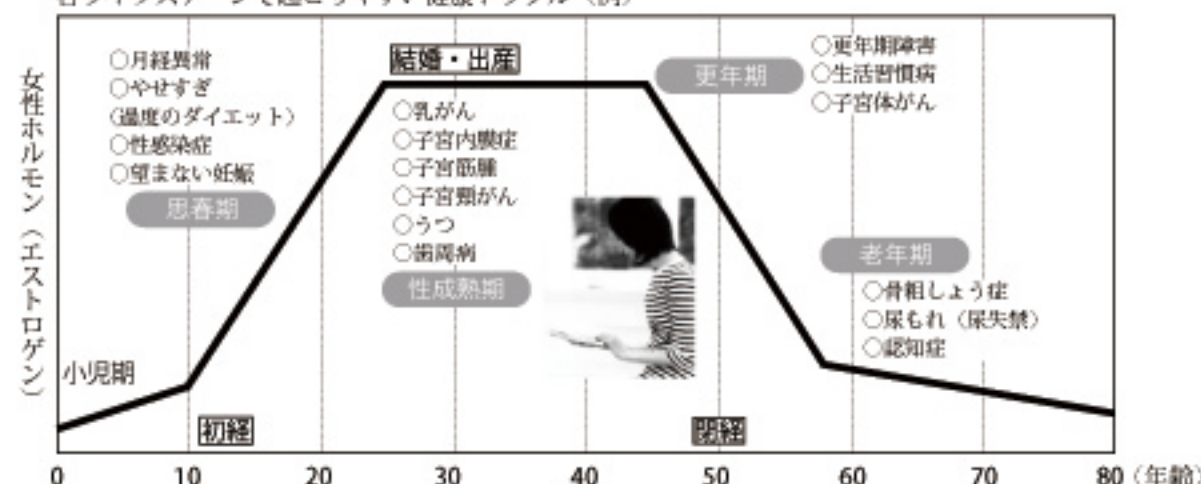 女性ホルモン（エストロゲン）
○月経異常
○やせすぎ
（過度のダイエット）
○性感染症
○望まない妊娠
思春期
小児期
初経
結婚・出産
○乳がん
○子宮内膜症
○子宮筋腫
○子宮頸がん
○うつ
○歯周病
性成熟期
更年期
○更年期障害
○生活習慣病
○子宮体がん
閉経
老年期
○骨粗しょう症
○尿もれ（尿失禁）
○認知症
0 10 20 30 40 50 60 70 80（年齢）